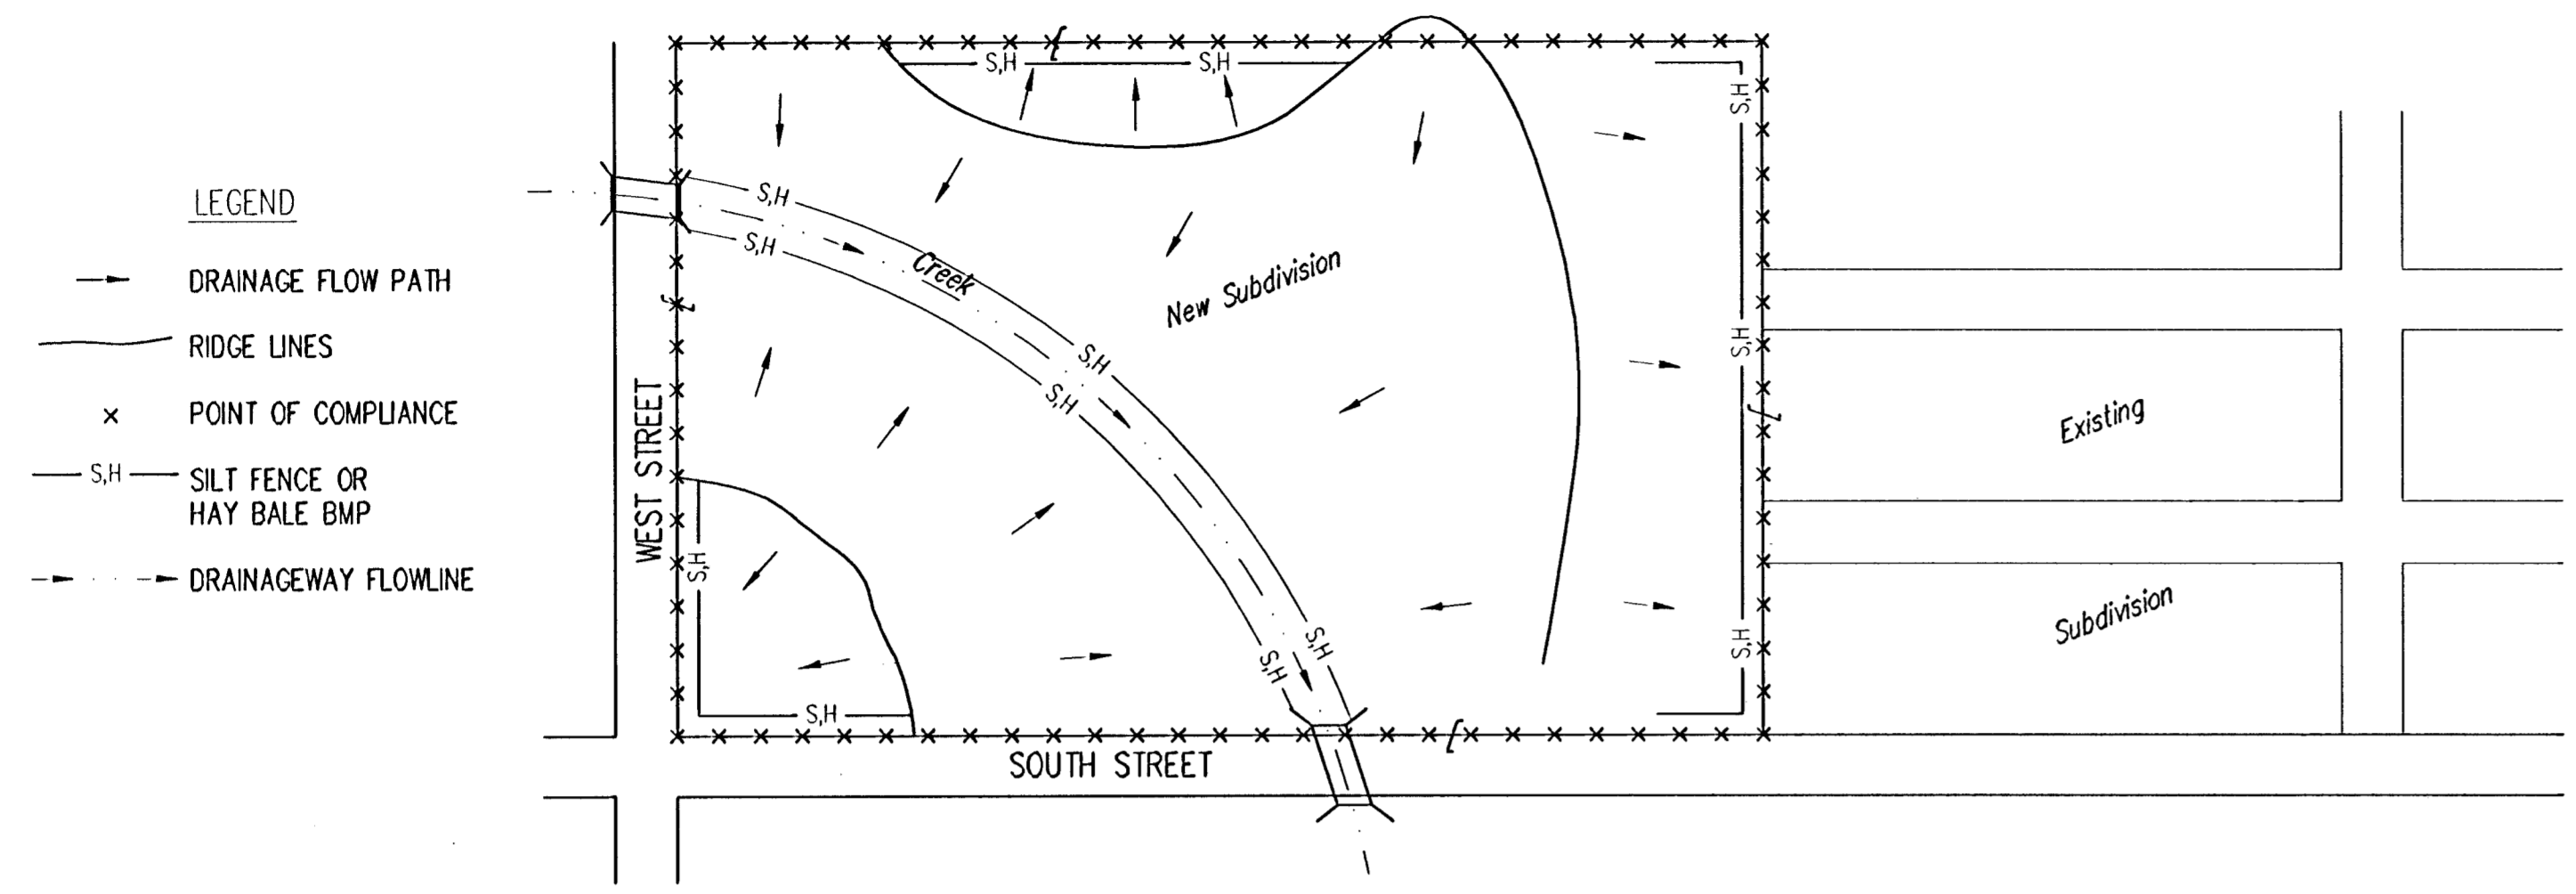 LEGEND
DRAINAGE FLOW PATH
RIDGE LINES
x POINT OF COMPLIANCE
S,H SILT FENCE OR
HAY BALE BMP
DRAINAGEWAY FLOWLINE
WEST STREET
SOUTH STREET
S,H
S,H
S,H
S,H
Creek
New Subdivision
S,H
S,H
S,H
S,H
S,H
S,H
S,H
S,H
S,H
Existing
Subdivision